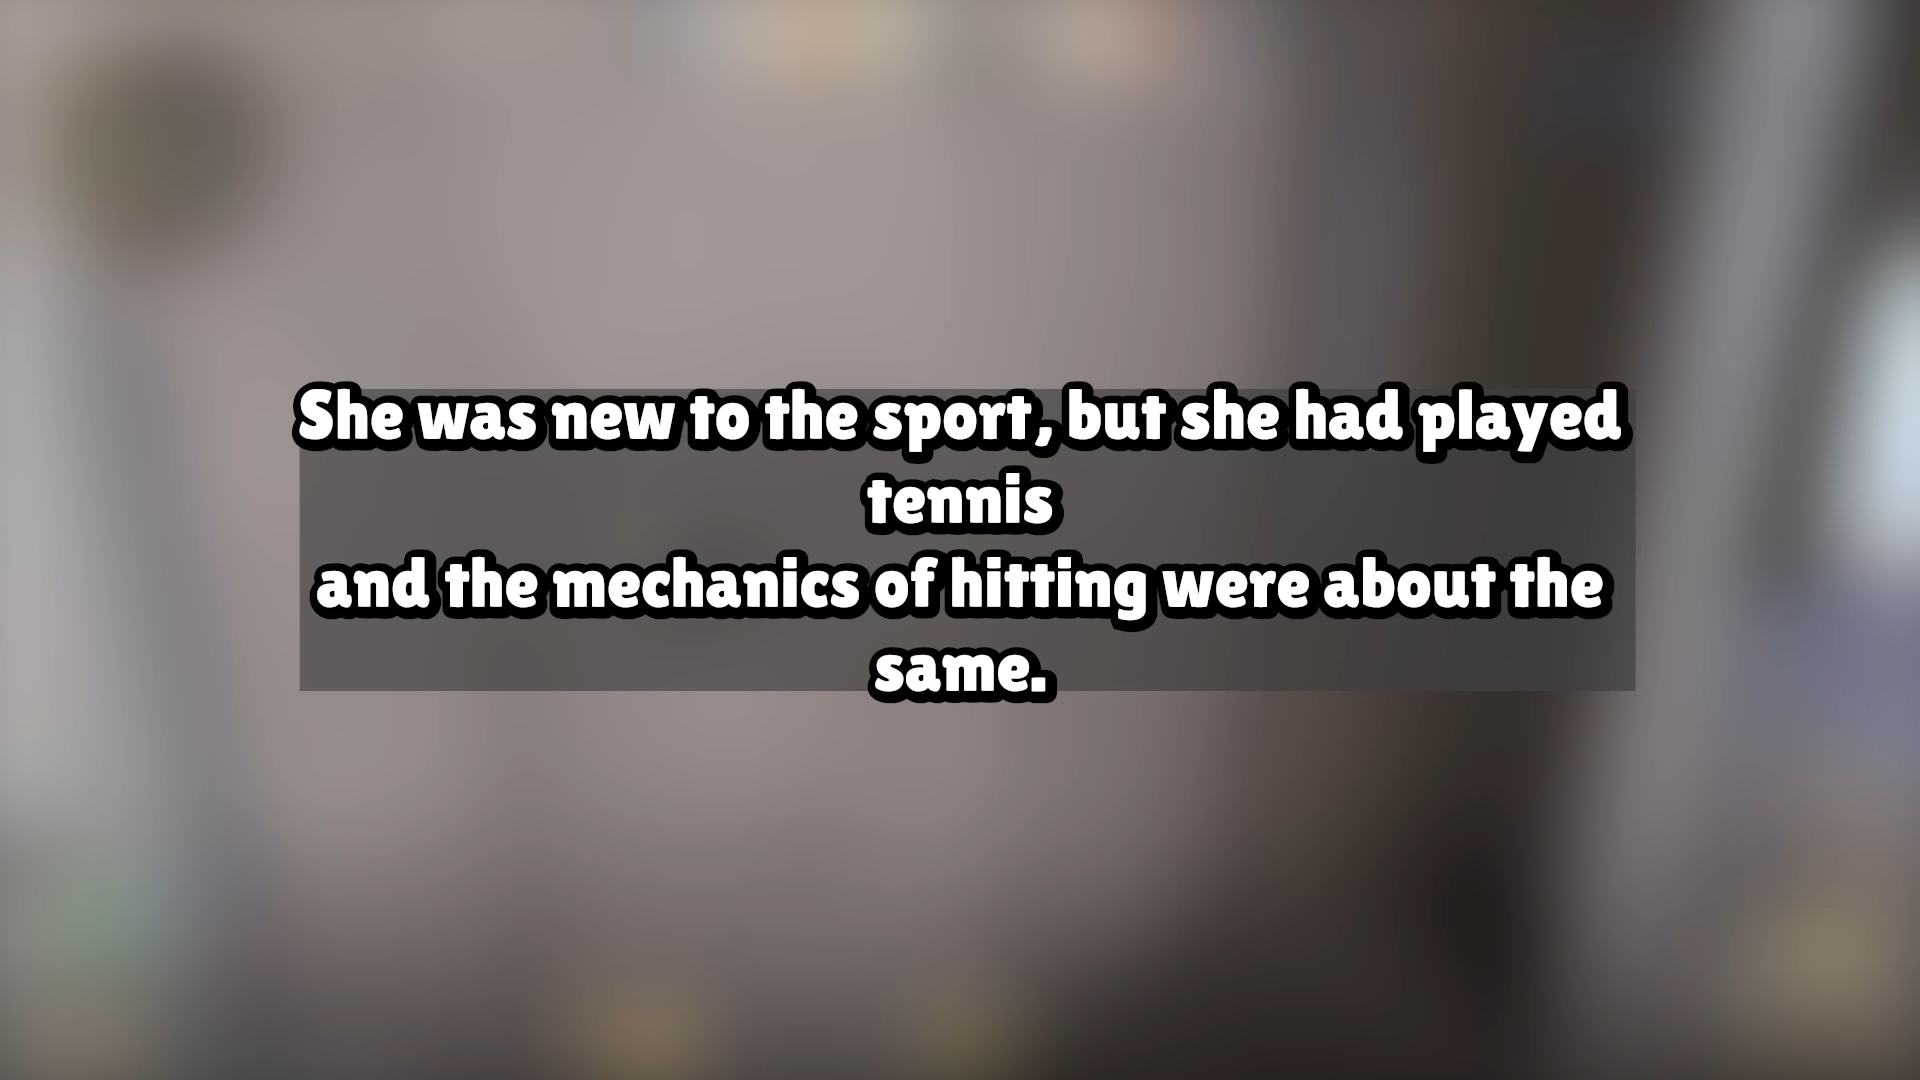 She was new to the sport, but she had played
tennis
and the mechanics of hitting were about the
same.